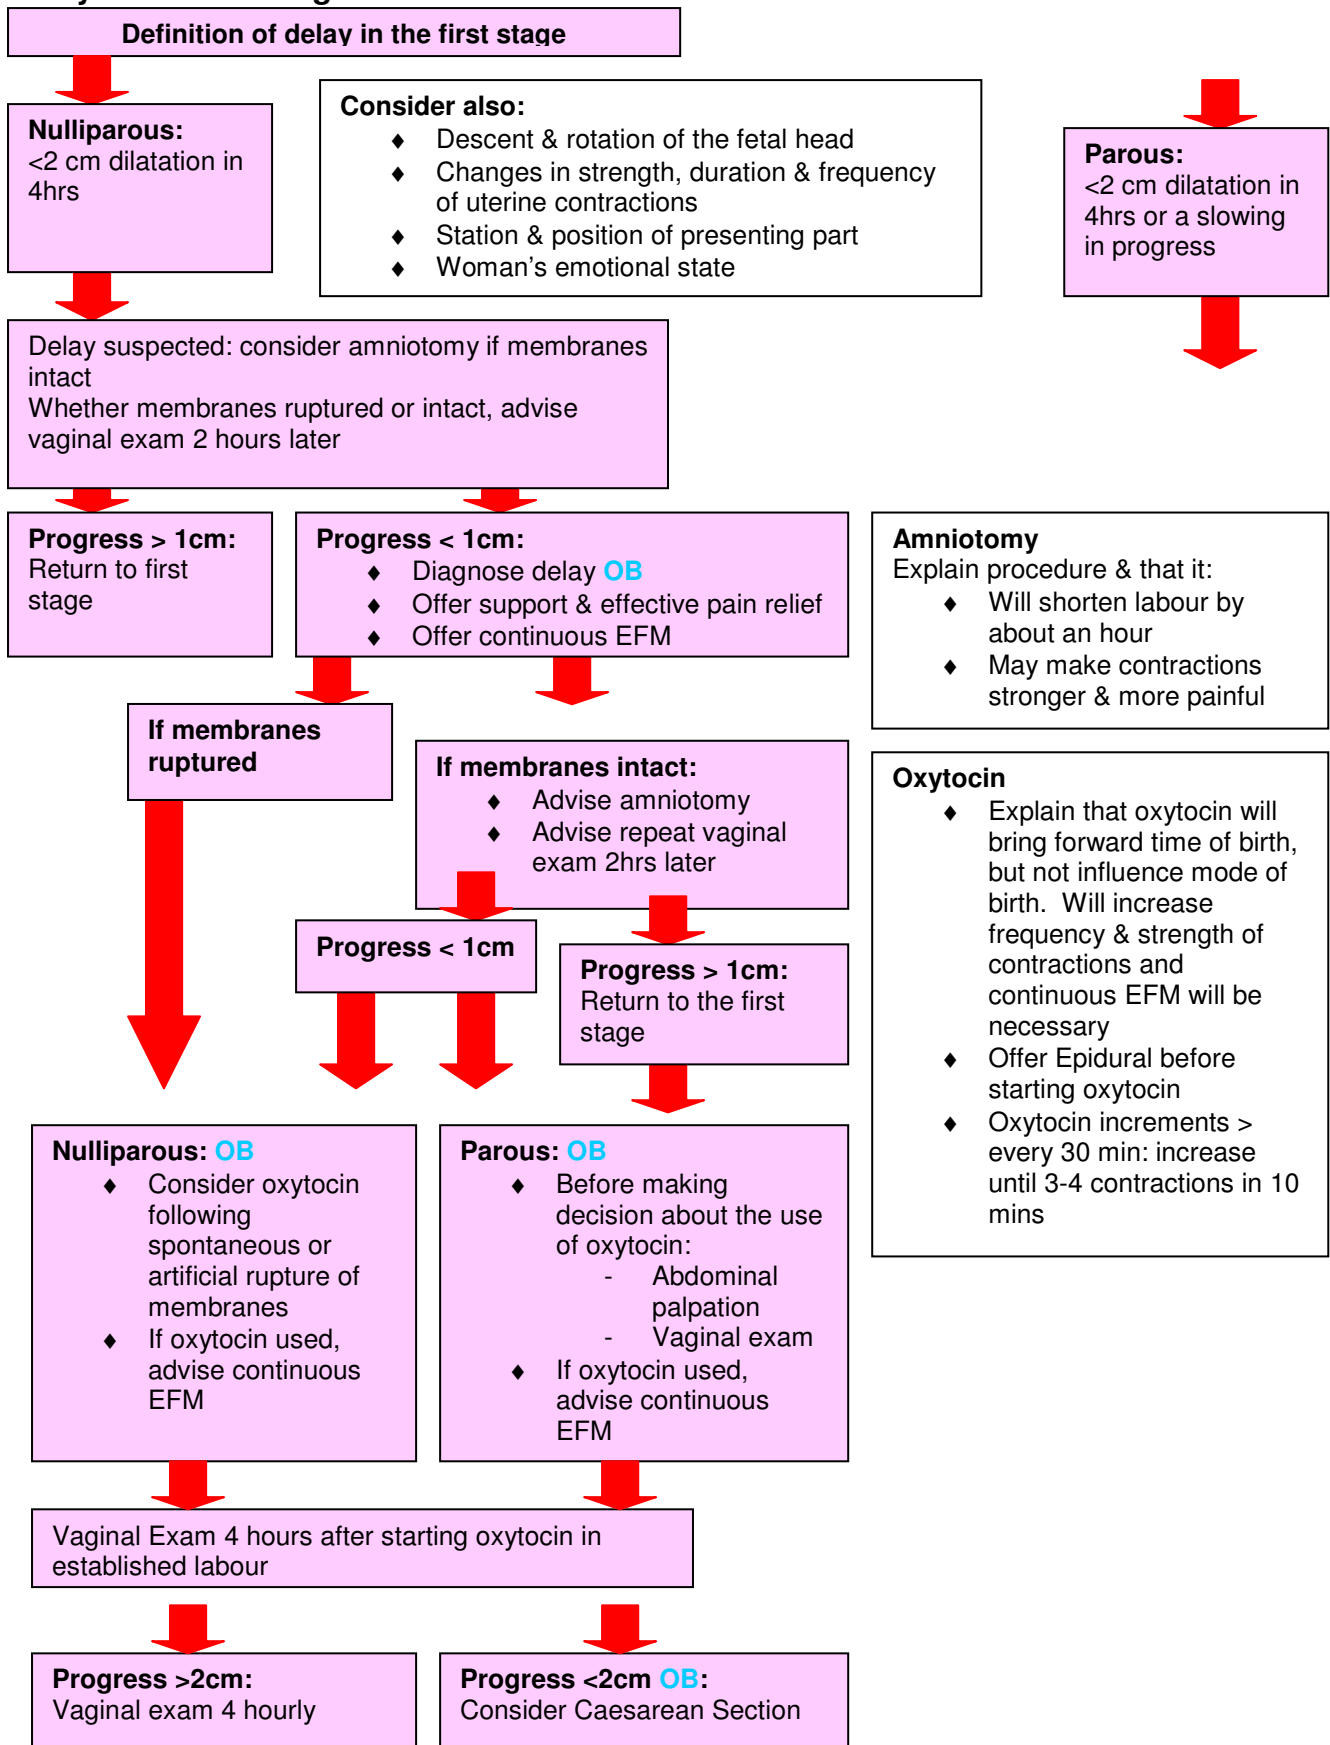 Definition of delay in the first stage
Nulliparous:
<2 cm dilatation in
4hrs
Consider also:
♦ Descent & rotation of the fetal head
♦ Changes in strength, duration & frequency
of uterine contractions
♦ Station & position of presenting part
♦ Woman's emotional state
Parous:
<2 cm dilatation in
4hrs or a slowing
in progress
Delay suspected: consider amniotomy if membranes
intact
Whether membranes ruptured or intact, advise
vaginal exam 2 hours later
Progress > 1cm:
Return to first
stage
Progress < 1cm:
♦ Diagnose delay OB
♦ Offer support & effective pain relief
♦ Offer continuous EFM
Amniotomy
Explain procedure & that it:
♦ Will shorten labour by
about an hour
♦ May make contractions
stronger & more painful
If membranes
ruptured
If membranes intact:
♦ Advise amniotomy
♦ Advise repeat vaginal
exam 2hrs later
Oxytocin
♦ Explain that oxytocin will
bring forward time of birth,
but not influence mode of
birth. Will increase
frequency & strength of
contractions and
continuous EFM will be
necessary
♦ Offer Epidural before
starting oxytocin
♦ Oxytocin increments >
every 30 min: increase
until 3-4 contractions in 10
mins
Progress < 1cm
Progress > 1cm:
Return to the first
stage
Nulliparous: OB
♦ Consider oxytocin
following
spontaneous or
artificial rupture of
membranes
♦ If oxytocin used,
advise continuous
EFM
Parous: OB
♦ Before making
decision about the use
of oxytocin:
- Abdominal
palpation
- Vaginal exam
♦ If oxytocin used,
advise continuous
EFM
Vaginal Exam 4 hours after starting oxytocin in
established labour
Progress >2cm:
Vaginal exam 4 hourly
Progress <2cm OB:
Consider Caesarean Section